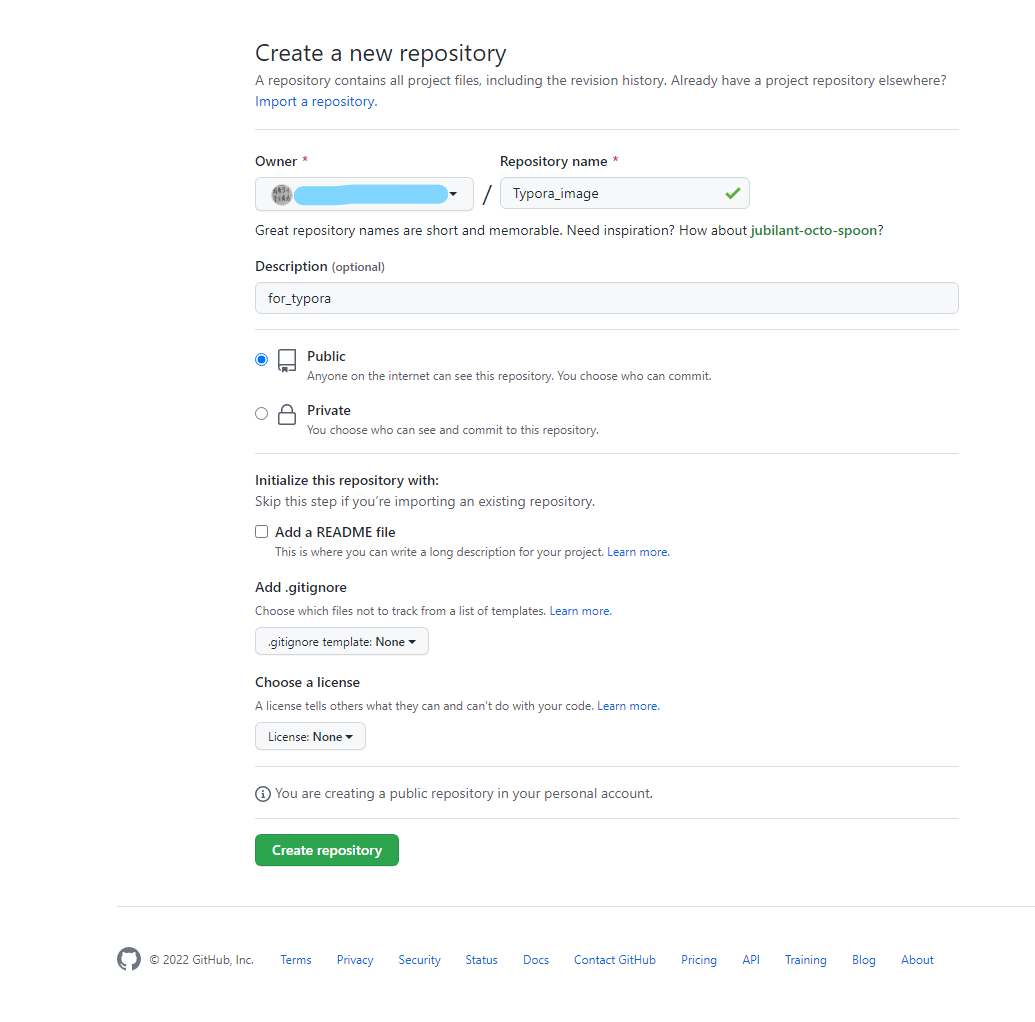 Create a new repository
A repository contains all project files, including the revision history. Already have a project repository elsewhere?
Import a repository.
Owner * Repository name *
/ Typora_image
Great repository names are short and memorable. Need inspiration? How about jubilant-octo-spoon?
Description (optional)
for_typora
Public
Anyone on the internet can see this repository. You choose who can commit.
Private
You choose who can see and commit to this repository.
Initialize this repository with:
Skip this step if you're importing an existing repository.
Add a README file
This is where you can write a long description for your project. Learn more.
Add .gitignore
Choose which files not to track from a list of templates. Learn more.
.gitignore template: None
Choose a license
A license tells others what they can and can't do with your code. Learn more.
License: None
You are creating a public repository in your personal account.
Create repository
© 2022 GitHub, Inc. Terms Privacy Security Status Docs Contact GitHub Pricing API Training Blog About